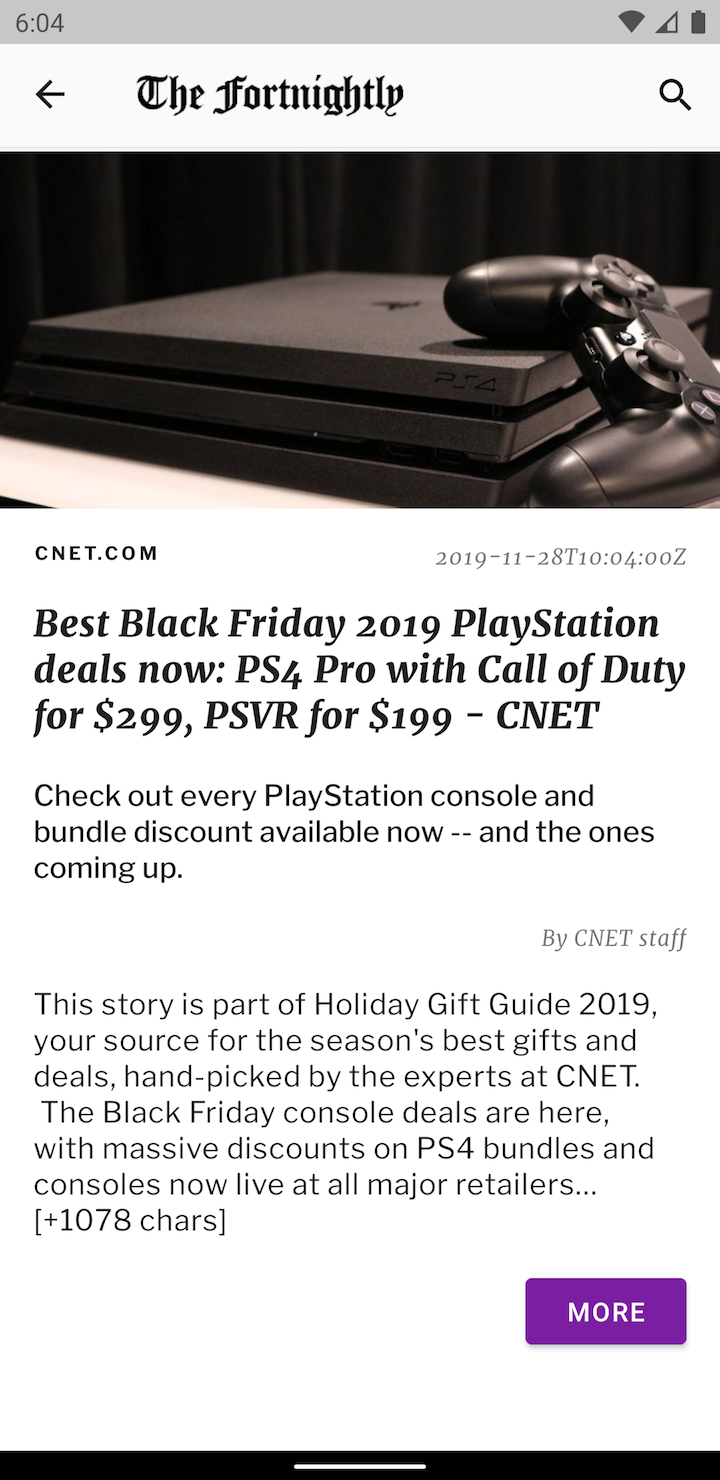 6:04
The Fortnightly
PS4
CNET.COM
2019-11-28T10:04:00Z
Best Black Friday 2019 PlayStation
deals now: PS4 Pro with Call of Duty
for $299, PSVR for $199 - CNET
Check out every PlayStation console and
bundle discount available now -- and the ones
coming up.
By CNET staff
This story is part of Holiday Gift Guide 2019,
your source for the season's best gifts and
deals, hand-picked by the experts at CNET.
The Black Friday console deals are here,
with massive discounts on PS4 bundles and
consoles now live at all major retailers...
[+1078 chars]
MORE